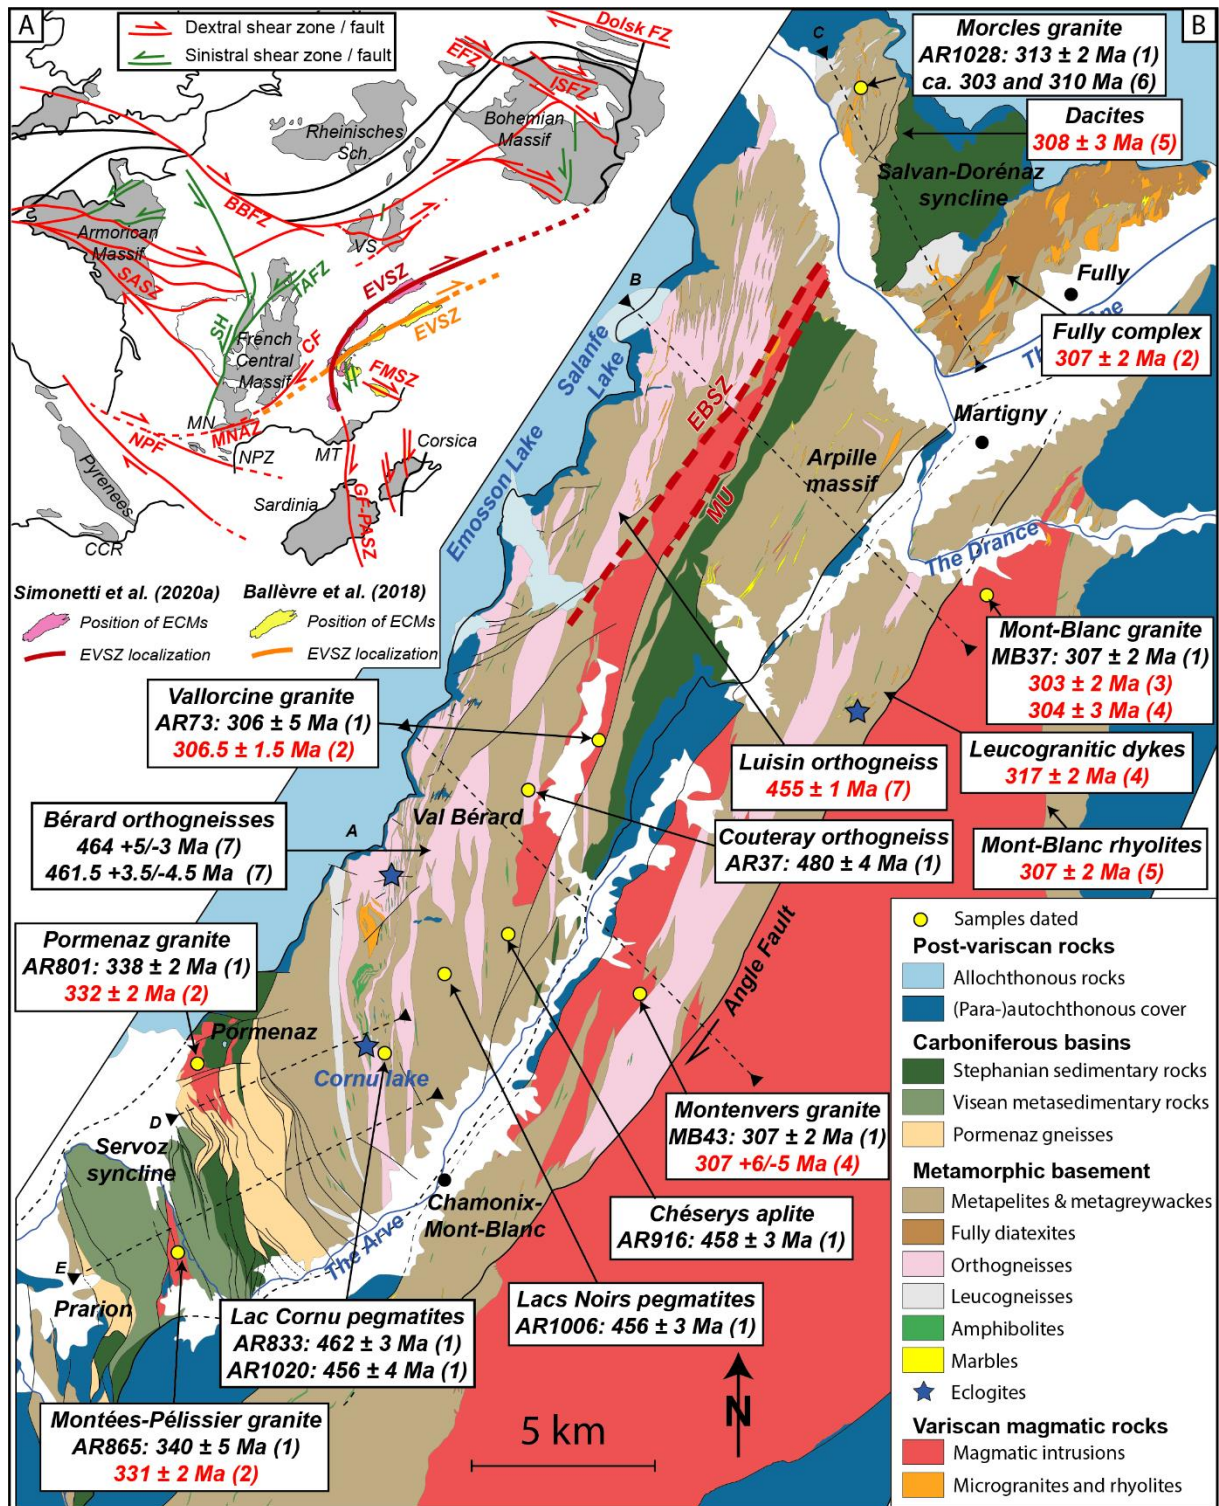 A
Dextral shear zone / fault
Sinistral shear zone / fault
Dolsk FZ
EFZ
ISFZ
Rheinisches
Sch.
Bohemian
Massif
BBFZ
Armorican
Massif
VS
SASZ
TAFZ
EVSZ
EVSZ
SH
French
Central
Massif
CF
FMSZ
MN
MNAZ
NPF
NPZ
MT
Corsica
Pyrenees
Sardinia
GF-PASZ
CCR
Simonetti et al. (2020a)
Ballèvre et al. (2018)
Position of ECMs
Position of ECMs
EVSZ localization
EVSZ localization
B
C
Morcles granite
AR1028: 313 ± 2 Ma (1)
ca. 303 and 310 Ma (6)
Dacites
308 ± 3 Ma (5)
Salvan-Dorénaz
syncline
Fully
Fully complex
307 ± 2 Ma (2)
B
Salanfe
Lake
Martigny
EBSZ
MU
Arpille
massif
Emosson Lake
The Drance
Mont-Blanc granite
MB37: 307 ± 2 Ma (1)
303 ± 2 Ma (3)
304 ± 3 Ma (4)
Vallorcine granite
AR73: 306 ± 5 Ma (1)
306.5 ± 1.5 Ma (2)
Luisin orthogneiss
455 ± 1 Ma (7)
Leucogranitic dykes
317 ± 2 Ma (4)
Bérard orthogneisses
464 +5/-3 Ma (7)
461.5 +3.5/-4.5 Ma (7)
A
Val Bérard
Couteray orthogneiss
AR37: 480 ± 4 Ma (1)
Mont-Blanc rhyolites
307 ± 2 Ma (5)
Pormenaz granite
AR801: 338 ± 2 Ma (1)
332 ± 2 Ma (2)
Angle Fault
Pormenaz
Cornu lake
D
Servoz
syncline
Montenvers granite
MB43: 307 ± 2 Ma (1)
307 +6/-5 Ma (4)
Chamonix-
Mont-Blanc
Chéserys aplite
AR916: 458 ± 3 Ma (1)
The Arve
E
Prarion
Lac Cornu pegmatites
AR833: 462 ± 3 Ma (1)
AR1020: 456 ± 4 Ma (1)
Lacs Noirs pegmatites
AR1006: 456 ± 3 Ma (1)
Montées-Pélissier granite
AR865: 340 ± 5 Ma (1)
331 ± 2 Ma (2)
5 km
N
Samples dated
Post-variscan rocks
Allochthonous rocks
(Para-)autochthonous cover
Carboniferous basins
Stephanian sedimentary rocks
Visean metasedimentary rocks
Pormenaz gneisses
Metamorphic basement
Metapelites & metagreywackes
Fully diatexites
Orthogneisses
Leucogneisses
Amphibolites
Marbles
Eclogites
Variscan magmatic rocks
Magmatic intrusions
Microgranites and rhyolites